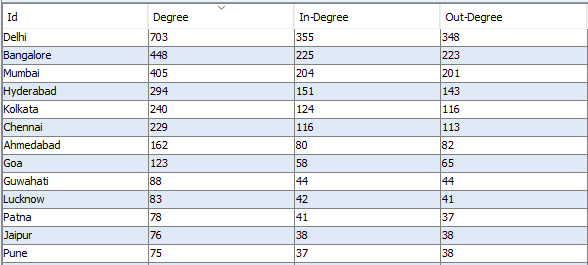 Id Degree In-Degree Out-Degree
Delhi 703 355 348
Bangalore 448 225 223
Mumbai 405 204 201
Hyderabad 294 151 143
Kolkata 240 124 116
Chennai 229 116 113
Ahmedabad 162 80 82
Goa 123 58 65
Guwahati 88 44 44
Lucknow 83 42 41
Patna 78 41 37
Jaipur 76 38 38
Pune 75 37 38